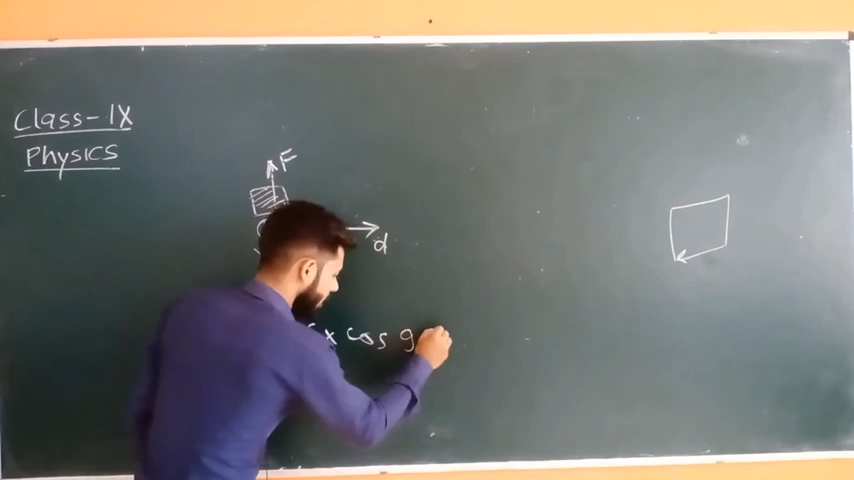 Class-IX
Physics
F
d
x cos 9